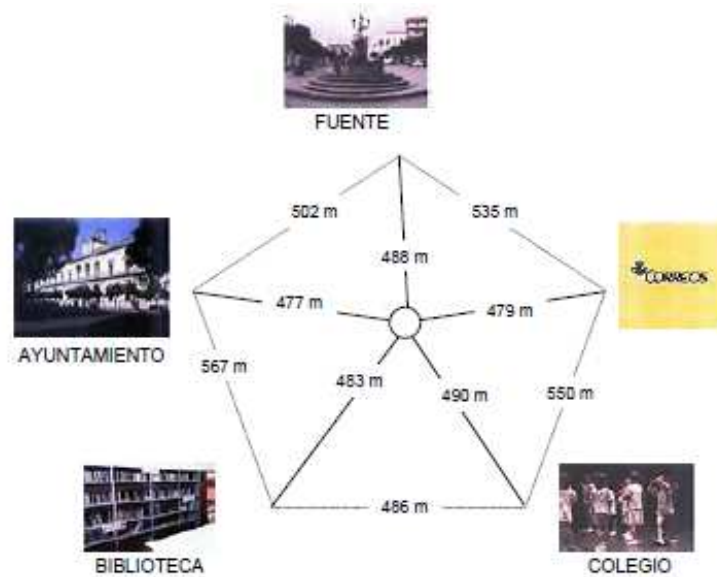 FUENTE
502 m
535 m
488 m
CORREOS
477 m
479 m
AYUNTAMIENTO
567 m
483 m
490 m
550 m
486 m
BIBLIOTECA
COLEGIO